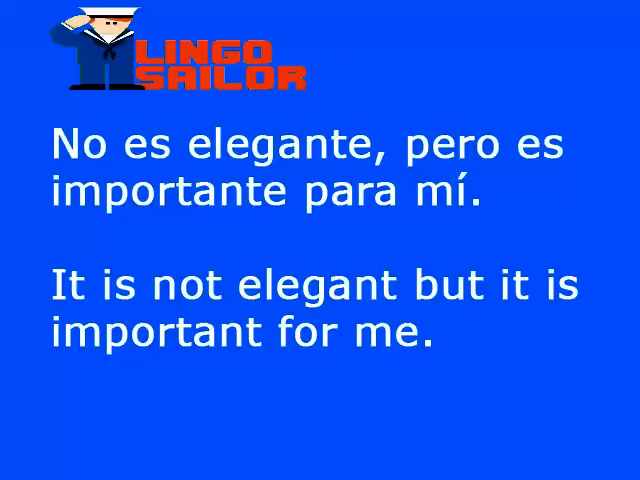 LINGO
SAILOR
No es elegante, pero es
importante para mí.
It is not elegant but it is
important for me.